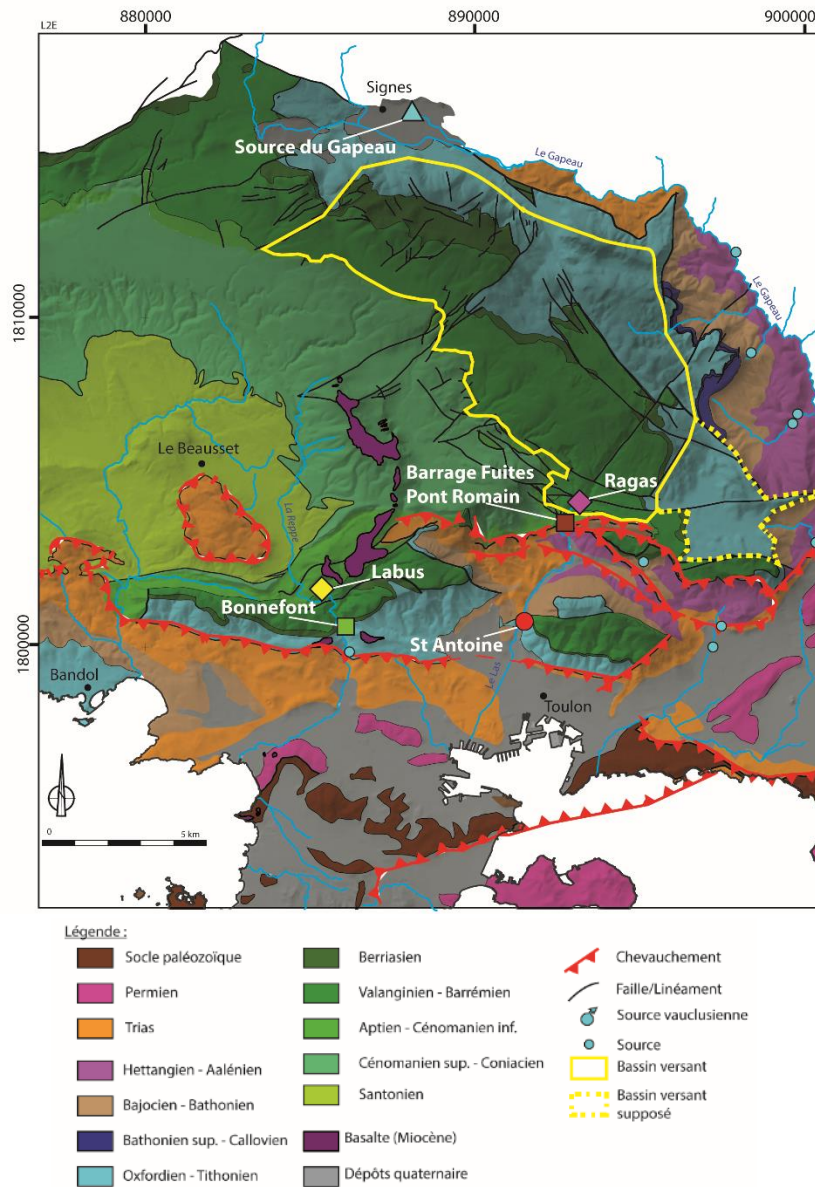 L2E
880000
890000
900000
Signes
Source du Gapeau
Le Gapeau
Le Gapeau
1810000
Le Beausset
La Reppe
Barrage Fuites
Pont Romain
Ragas
Labus
Bonnefont
St Antoine
1800000
Bandol
Le Las
Toulon
0
5 km
Légende :
Socle paléozoïque
Permien
Trias
Hettangien - Aalénien
Bajocien - Bathonien
Bathonien sup. - Callovien
Oxfordien - Tithonien
Berriasien
Valanginien - Barrémien
Aptien - Cénomanien inf.
Cénomanien sup. - Coniacien
Santonien
Basalte (Miocène)
Dépôts quaternaire
Chevauchement
Faille/Linéament
Source vauclusienne
Source
Bassin versant
Bassin versant
supposé